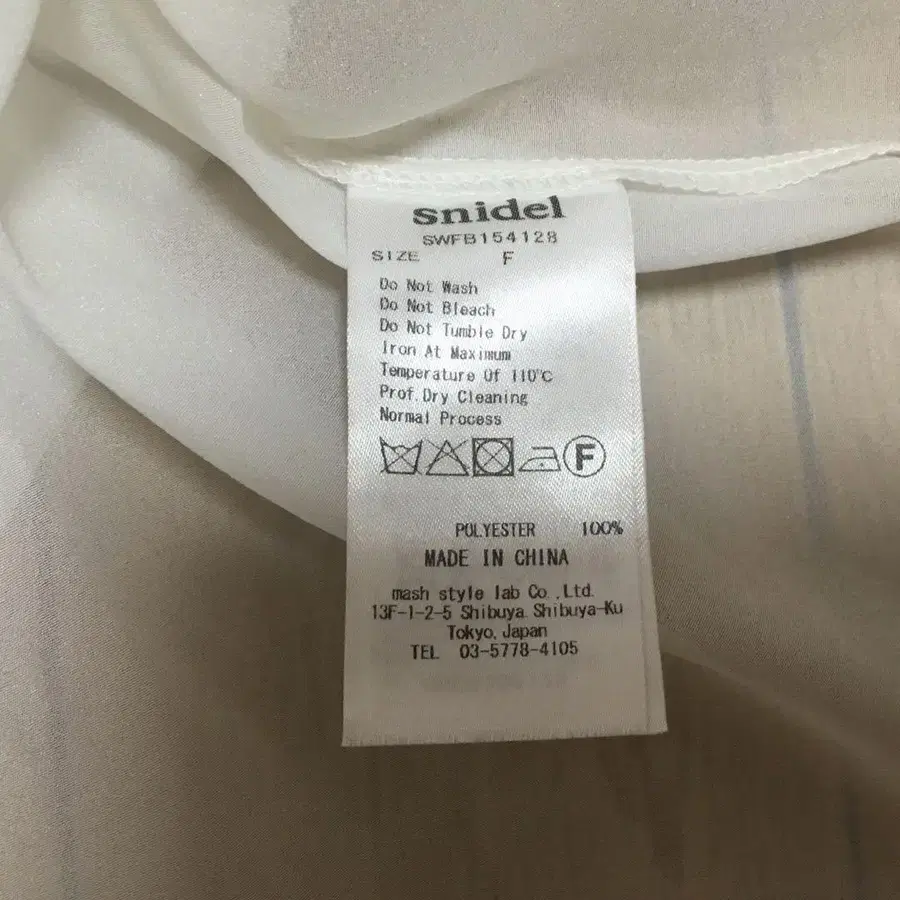 snidel
SWFB154128
SIZE F
Do Not Wash
Do Not Bleach
Do Not Tumble Dry
Iron At Maximum
Temperature Of 110℃
Prof.Dry Cleaning
Normal Process
F
POLYESTER 100%
MADE IN CHINA
mash style lab Co.,Ltd.
13F-1-2-5 Shibuya.Shibuya-Ku
Tokyo,Japan
TEL 03-5778-4105